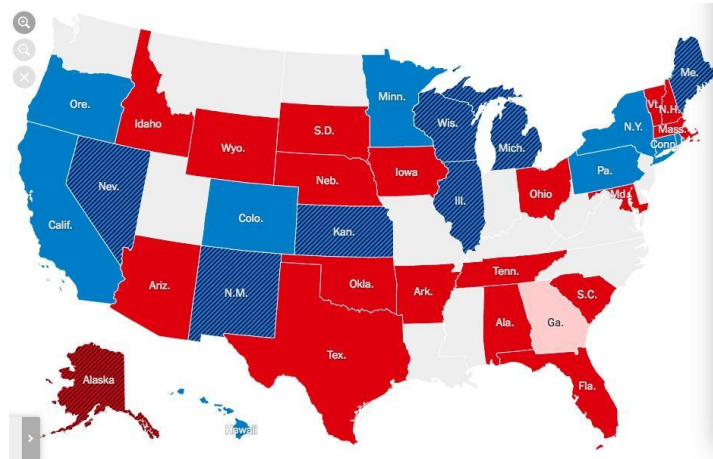 Me.
Ore.
Minn.
Vt.
N.H.
Idaho
Wis.
N.Y.
Mass.
S.D.
Mich.
Conn.
Wyo.
Pa.
Iowa
Neb.
Nev.
Ohio
Md.
Ill.
Colo.
Calif.
Kan.
Tenn.
Okla.
Ariz.
N.M.
Ark.
S.C.
Ala.
Ga.
Tex.
Alaska
Fla.
Hawaii